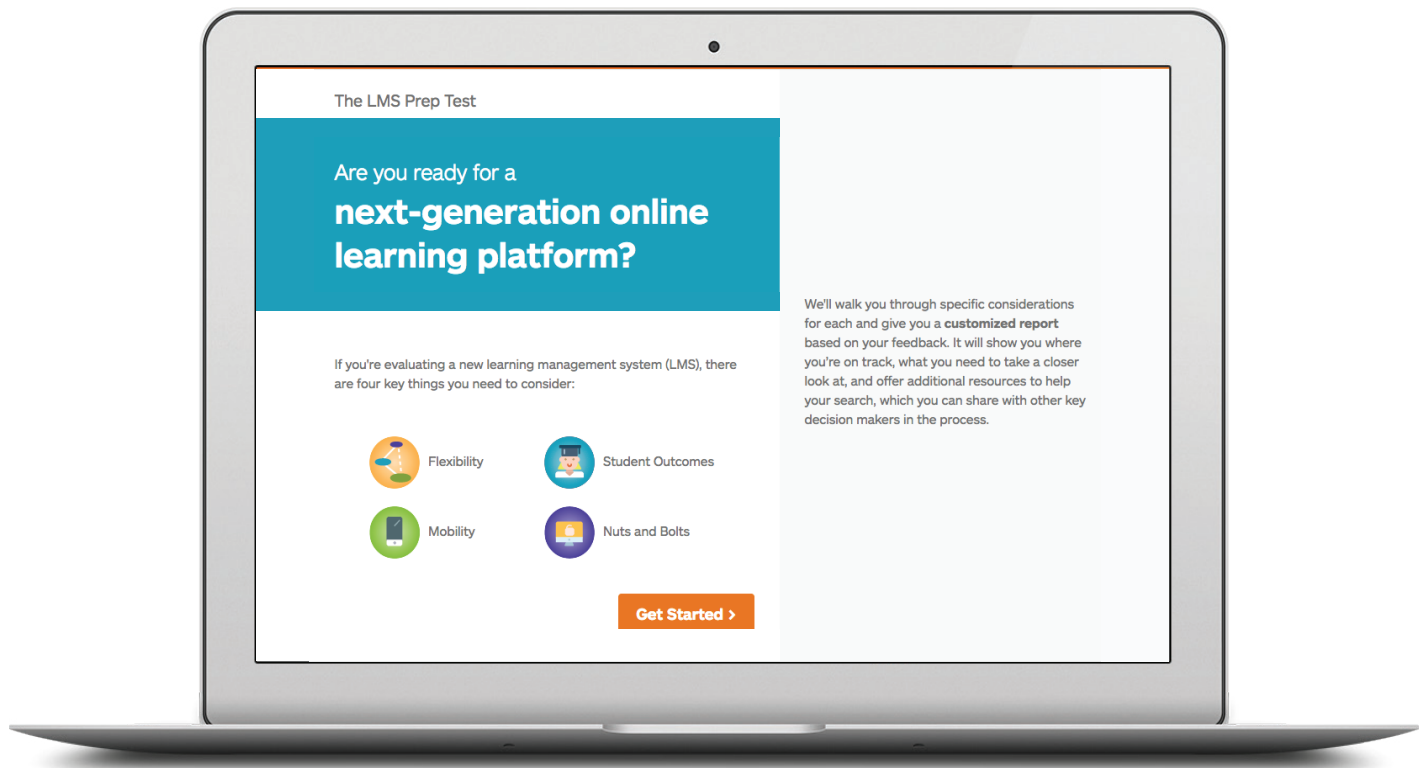 The LMS Prep Test
Are you ready for a
next-generation online
learning platform?
If you're evaluating a new learning management system (LMS), there
are four key things you need to consider:
Flexibility
Student Outcomes
Mobility
Nuts and Bolts
Get Started >
We'll walk you through specific considerations
for each and give you a customized report
based on your feedback. It will show you where
you're on track, what you need to take a closer
look at, and offer additional resources to help
your search, which you can share with other key
decision makers in the process.